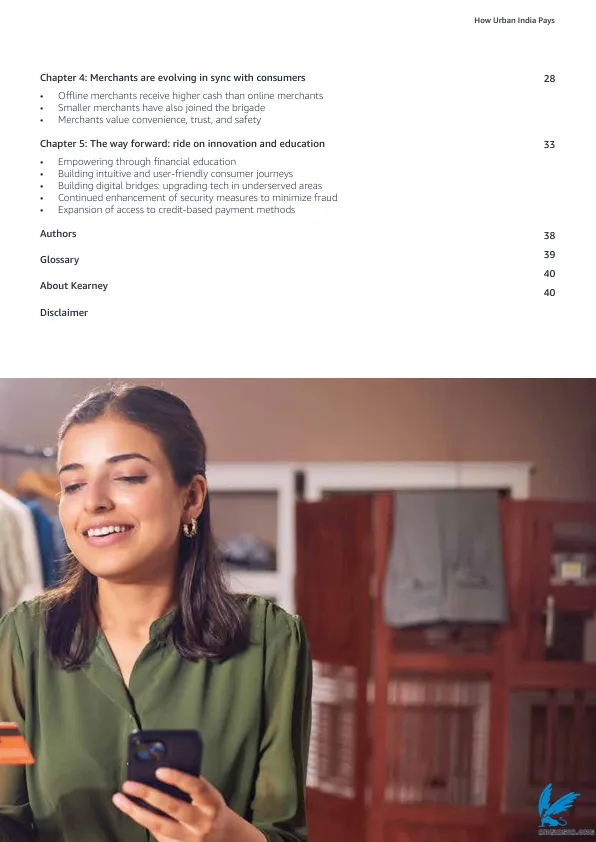 How Urban India Pays
Chapter 4: Merchants are evolving in sync with consumers 28
• Offline merchants receive higher cash than online merchants
• Smaller merchants have also joined the brigade
• Merchants value convenience, trust, and safety
Chapter 5: The way forward: ride on innovation and education 33
• Empowering through financial education
• Building intuitive and user-friendly consumer journeys
• Building digital bridges: upgrading tech in underserved areas
• Continued enhancement of security measures to minimize fraud
• Expansion of access to credit-based payment methods
Authors 38
Glossary 39
About Kearney 40
Disclaimer 40